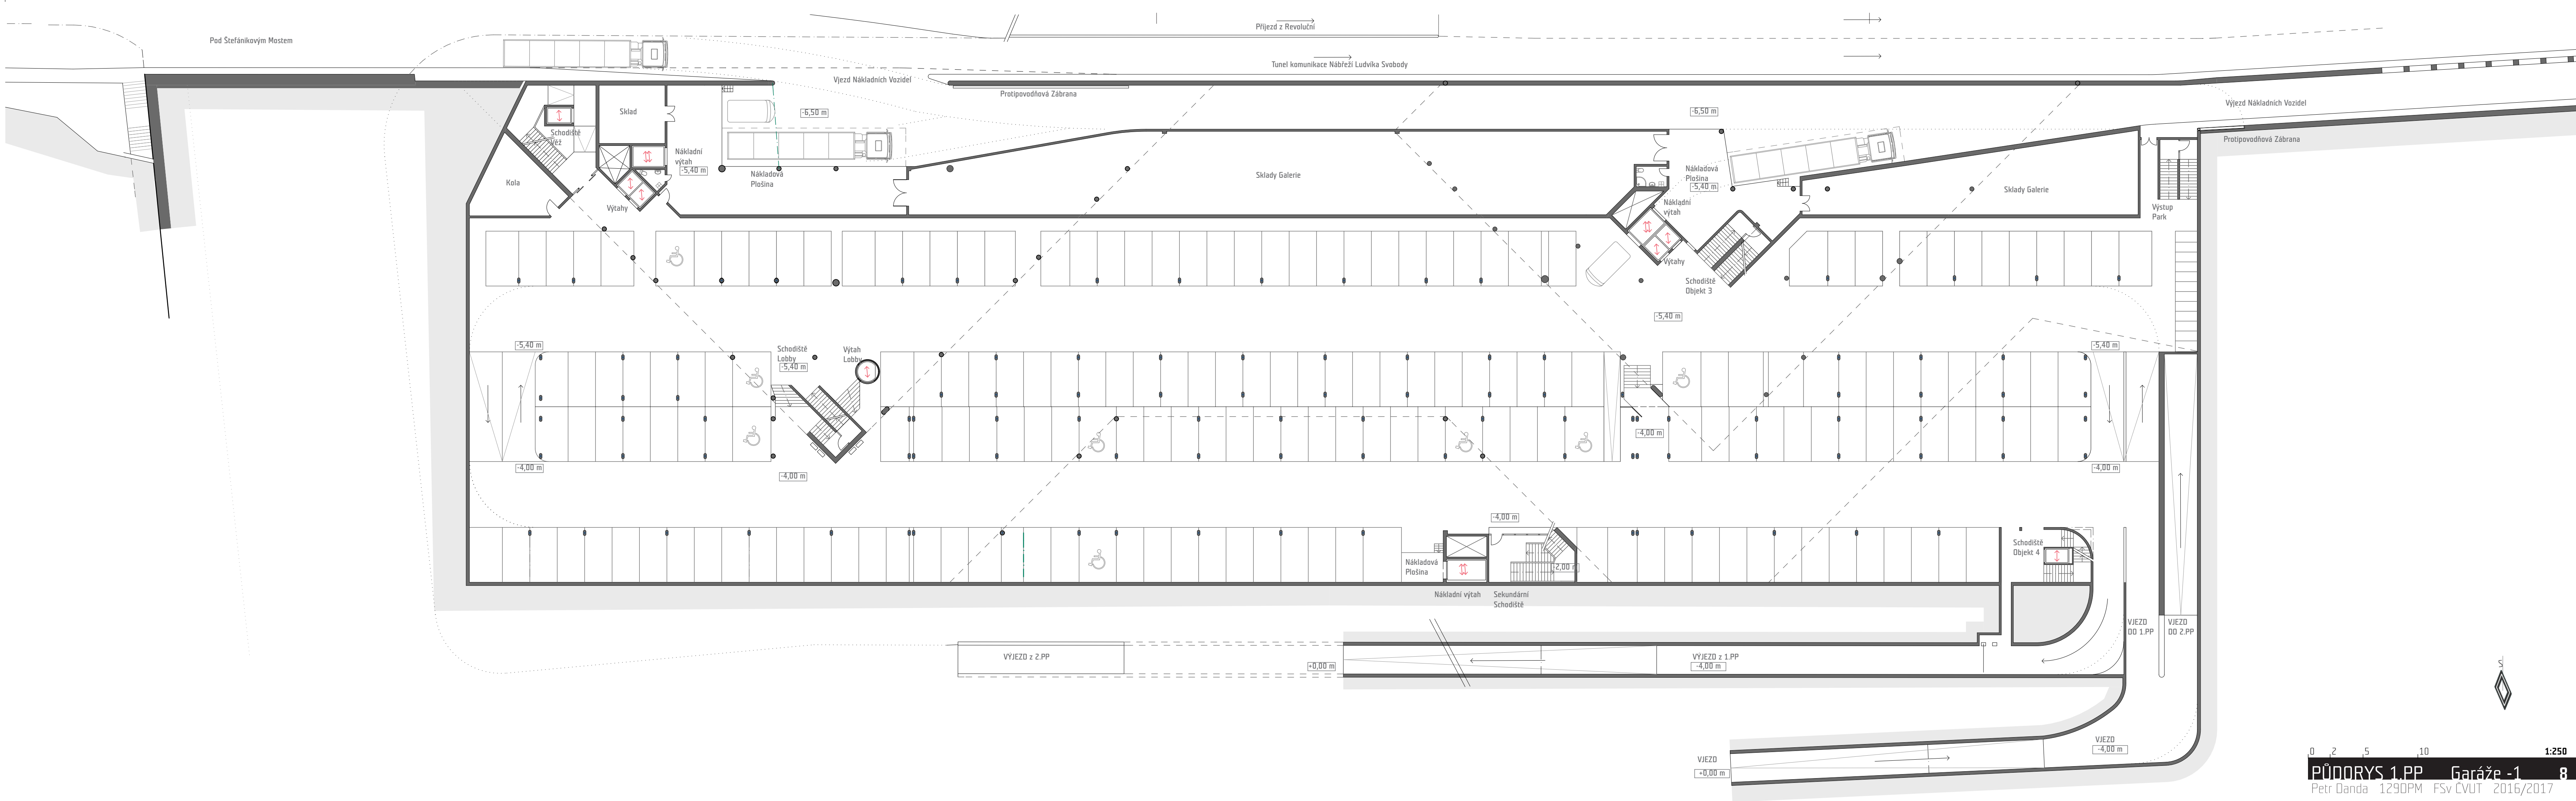 Pod Štefánikovým Mostem
Příjezd z Revoluční
Tunel komunikace Nábřeží Ludvíka Svobody
Vjezd Nákladních Vozidel
Protipovodňová Zábrana
Výjezd Nákladních Vozidel
Protipovodňová Zábrana
-6,50 m
-6,50 m
Sklad
Schodiště
Věž
Nákladní
výtah
-5,40 m
Nákladová
Plošina
Kola
Výtahy
Sklady Galerie
Nákladová
Plošina
-5,40 m
Nákladní
výtah
Sklady Galerie
Výstup
Park
Výtahy
Schodiště
Objekt 3
-5,40 m
-5,40 m
Schodiště
Lobby
-5,40 m
Výtah
Lobby
-5,40 m
-4,00 m
-4,00 m
-4,00 m
-4,00 m
-4,00 m
Schodiště
Objekt 4
Nákladová
Plošina
-2,00 m
Nákladní výtah
Sekundární
Schodiště
VJEZD
DO 1.PP
VJEZD
DO 2.PP
VÝJEZD z 2.PP
+0,00 m
VÝJEZD z 1.PP
-4,00 m
S
VJEZD
-4,00 m
VJEZD
+0,00 m
0 2 5 10 1:250
PŮDORYS 1.PP Garáže -1 8
Petr Danda 129DPM FSv ČVUT 2016/2017